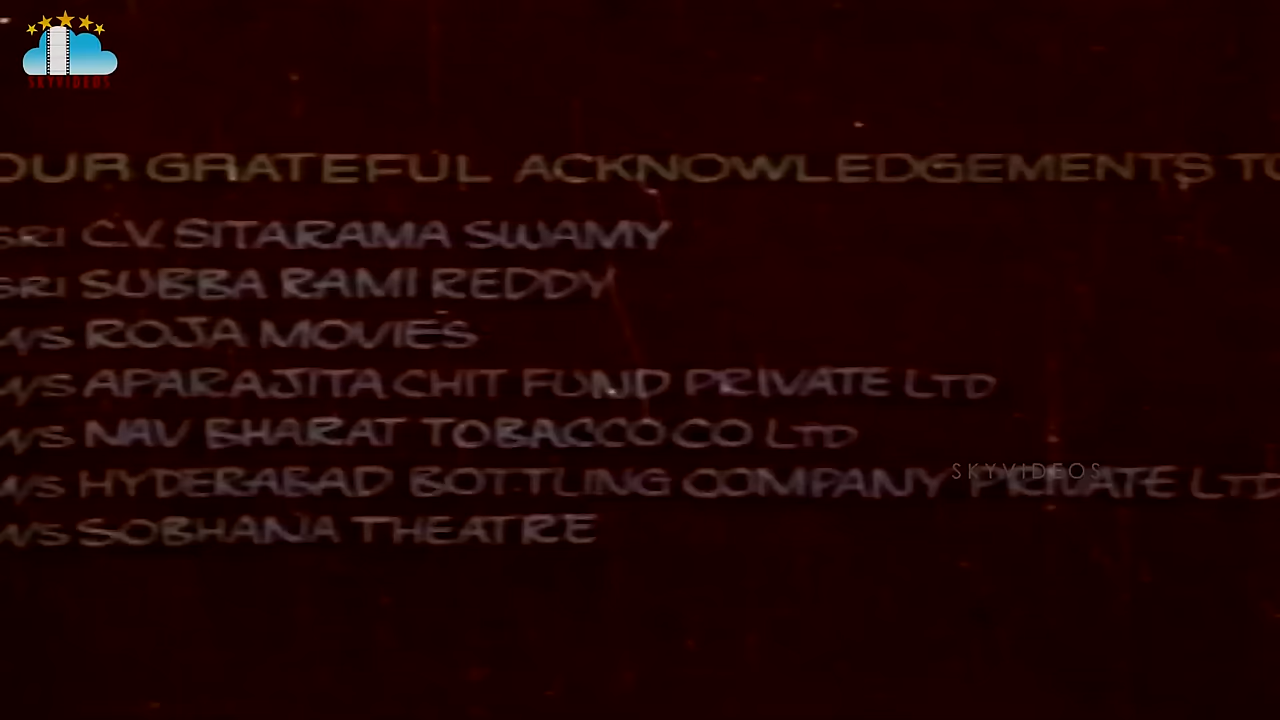 SKYVIDEOS
OUR GRATEFUL ACKNOWLEDGEMENTS TO
SRI C.V. SITARAMA SWAMY
SRI SUBBA RAMI REDDY
M/S ROJA MOVIES
M/S APARAJITA CHIT FUND PRIVATE LTD
M/S NAV BHARAT TOBACCO CO LTD
M/S HYDERABAD BOTTLING COMPANY PRIVATE LTD
SKYVIDEOS
M/S SOBHANA THEATRE